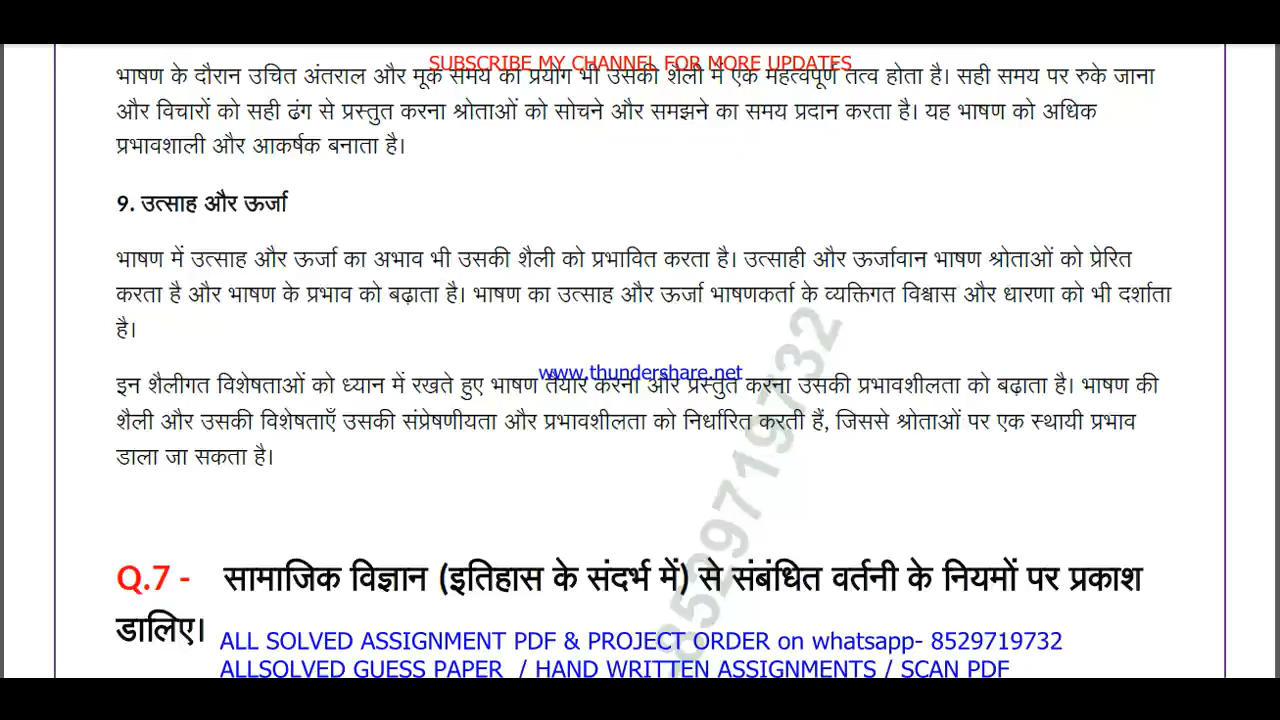 SUBSCRIBE MY CHANNEL FOR MORE UPDATES
भाषण के दौरान उचित अंतराल और मूक समय का प्रयोग भी उसकी शैली में एक महत्वपूर्ण तत्व होता है। सही समय पर रुके जाना
और विचारों को सही ढंग से प्रस्तुत करना श्रोताओं को सोचने और समझने का समय प्रदान करता है। यह भाषण को अधिक
प्रभावशाली और आकर्षक बनाता है।
9. उत्साह और ऊर्जा
भाषण में उत्साह और ऊर्जा का अभाव भी उसकी शैली को प्रभावित करता है। उत्साही और ऊर्जावान भाषण श्रोताओं को प्रेरित
करता है और भाषण के प्रभाव को बढ़ाता है। भाषण का उत्साह और ऊर्जा भाषणकर्ता के व्यक्तिगत विश्वास और धारणा को भी दर्शाता
है।
www.thundershare.net
इन शैलीगत विशेषताओं को ध्यान में रखते हुए भाषण तैयार करना और प्रस्तुत करना उसकी प्रभावशीलता को बढ़ाता है। भाषण की
शैली और उसकी विशेषताएँ उसकी संप्रेषणीयता और प्रभावशीलता को निर्धारित करती हैं, जिससे श्रोताओं पर एक स्थायी प्रभाव
डाला जा सकता है।
8529719732
Q.7 - सामाजिक विज्ञान (इतिहास के संदर्भ में) से संबंधित वर्तनी के नियमों पर प्रकाश
डालिए।
ALL SOLVED ASSIGNMENT PDF & PROJECT ORDER on whatsapp- 8529719732
ALLSOLVED GUESS PAPER / HAND WRITTEN ASSIGNMENTS / SCAN PDF